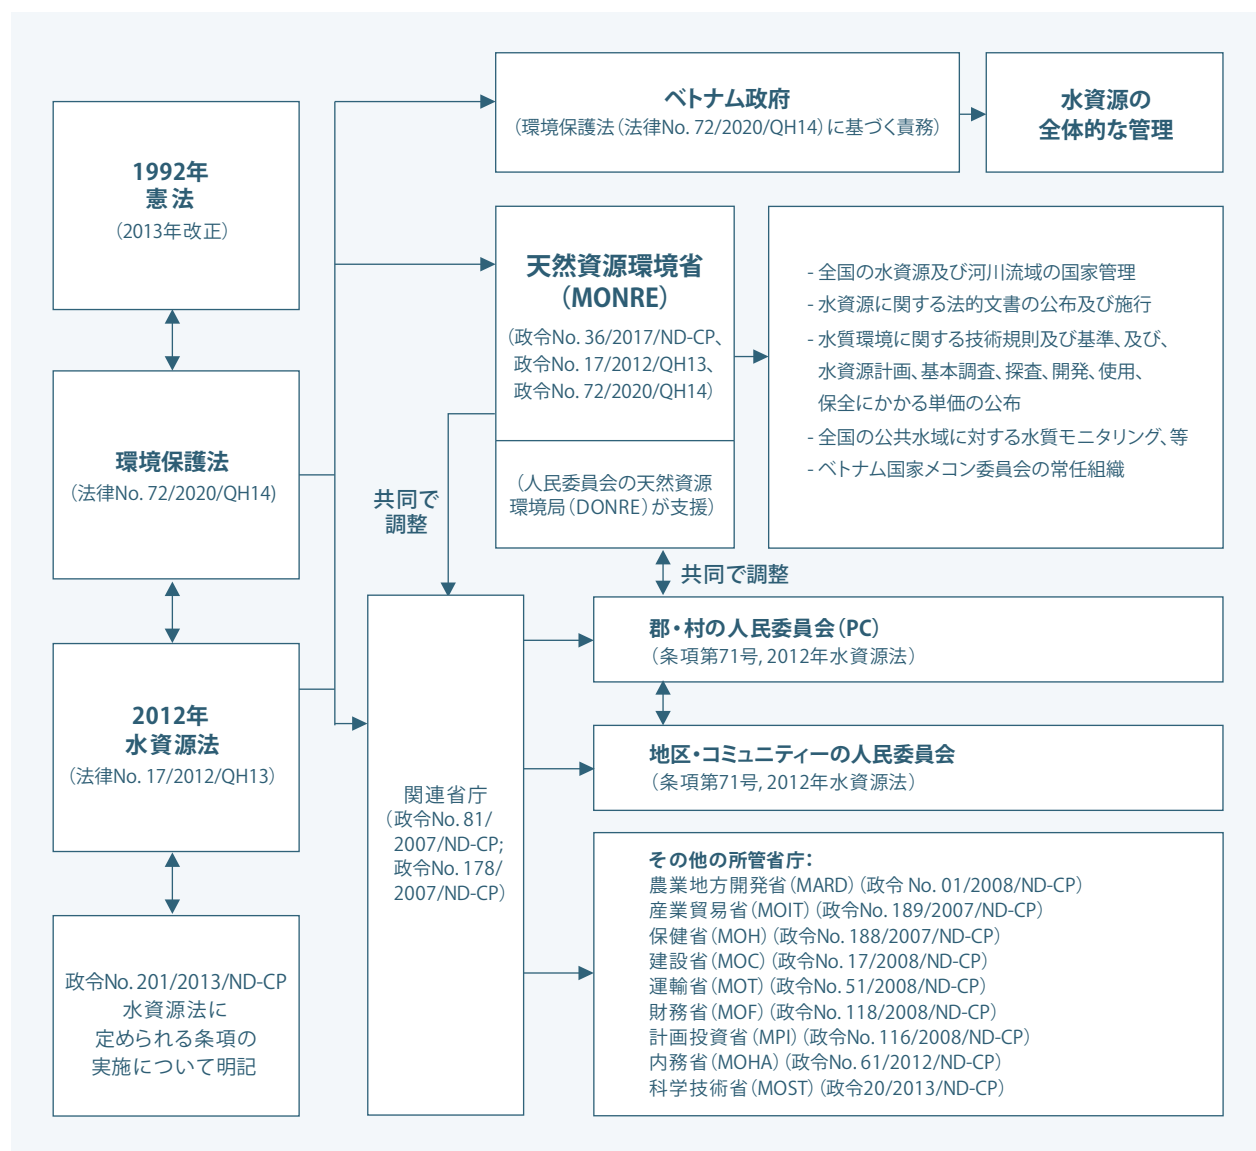 1992年
憲法
（2013年改正）
環境保護法
（法律No. 72/2020/QH14)
2012年
水資源法
（法律No. 17/2012/QH13）
政令No. 201/2013/ND-CP
水資源法に
定められる条項の
実施について明記
ベトナム政府
（環境保護法（法律No. 72/2020/QH14）に基づく責務）
水資源の
全体的な管理
天然資源環境省
（MONRE）
（政令No. 36/2017/ND-CP、
政令No. 17/2012/QH13、
政令No. 72/2020/QH14）
（人民委員会の天然資源
環境局（DONRE）が支援）
- 全国の水資源及び河川流域の国家管理
- 水資源に関する法的文書の公布及び施行
- 水質環境に関する技術規則及び基準、及び、
水資源計画、基本調査、探査、開発、使用、
保全にかかる単価の公布
- 全国の公共水域に対する水質モニタリング、等
- ベトナム国家メコン委員会の常任組織
共同で
調整
共同で調整
関連省庁
（政令No. 81/
2007/ND-CP;
政令No. 178/
2007/ND-CP）
郡・村の人民委員会（PC）
（条項第71号, 2012年水資源法）
地区・コミュニティーの人民委員会
（条項第71号, 2012年水資源法）
その他の所管省庁：
農業地方開発省（MARD）（政令 No. 01/2008/ND-CP）
産業貿易省（MOIT）（政令No. 189/2007/ND-CP）
保健省（MOH）（政令No. 188/2007/ND-CP）
建設省（MOC）（政令No. 17/2008/ND-CP）
運輸省（MOT）（政令No. 51/2008/ND-CP）
財務省（MOF）（政令No. 118/2008/ND-CP）
計画投資省（MPI）（政令No. 116/2008/ND-CP）
内務省（MOHA）（政令No. 61/2012/ND-CP）
科学技術省（MOST）（政令20/2013/ND-CP）